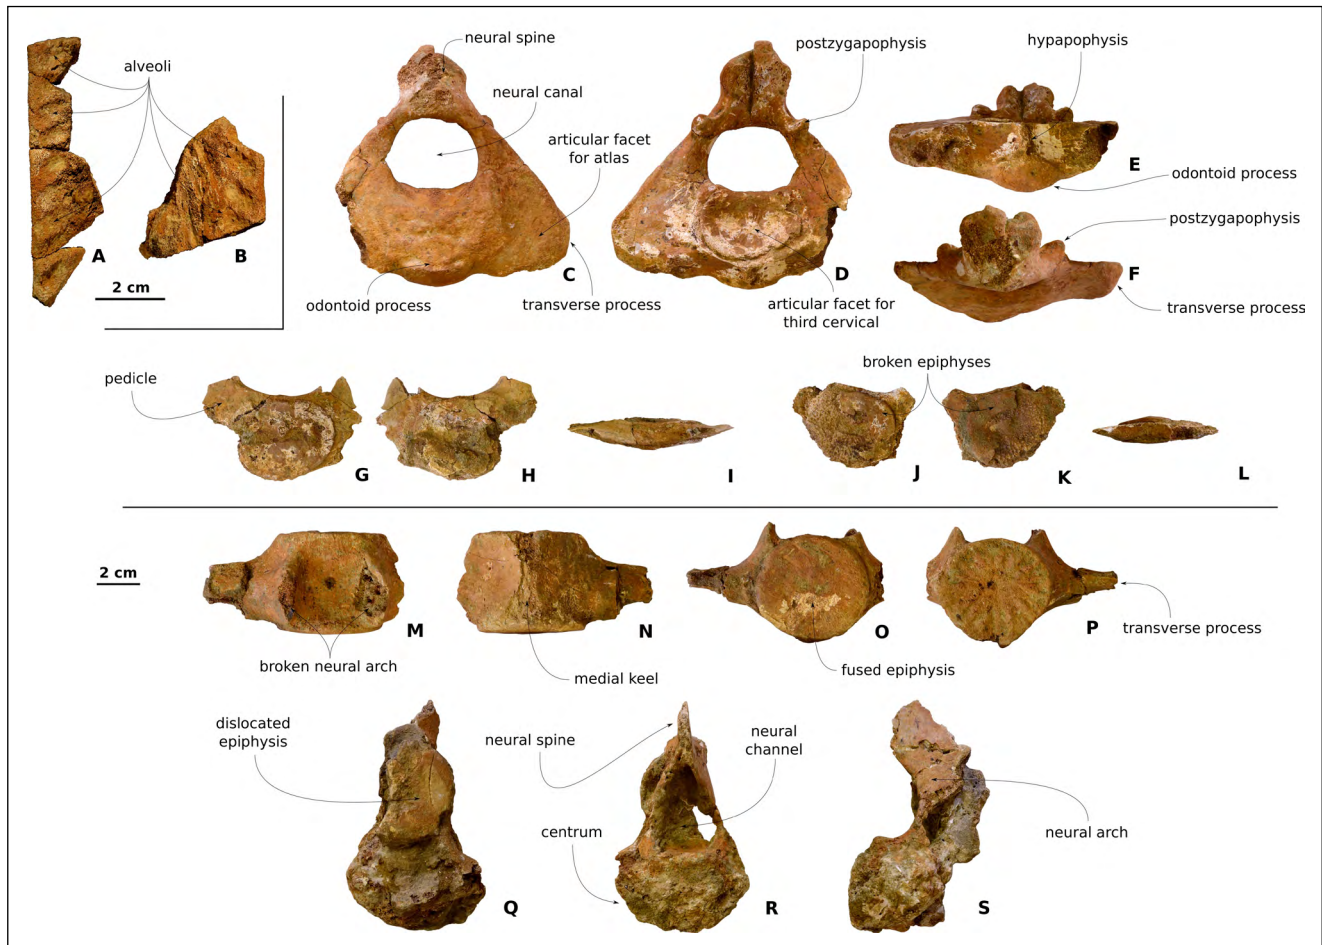 neural spine
postzygapophysis
hypapophysis
alveoli
neural canal
articular facet
for atlas
E
odontoid process
postzygapophysis
A
B
2 cm
C
D
F
odontoid process
transverse process
articular facet for
third cervical
transverse process
pedicle
broken epiphyses
G
H
I
J
K
L
2 cm
M
N
O
P
transverse process
broken neural arch
medial keel
fused epiphysis
dislocated
epiphysis
neural spine
neural
channel
centrum
neural arch
Q
R
S